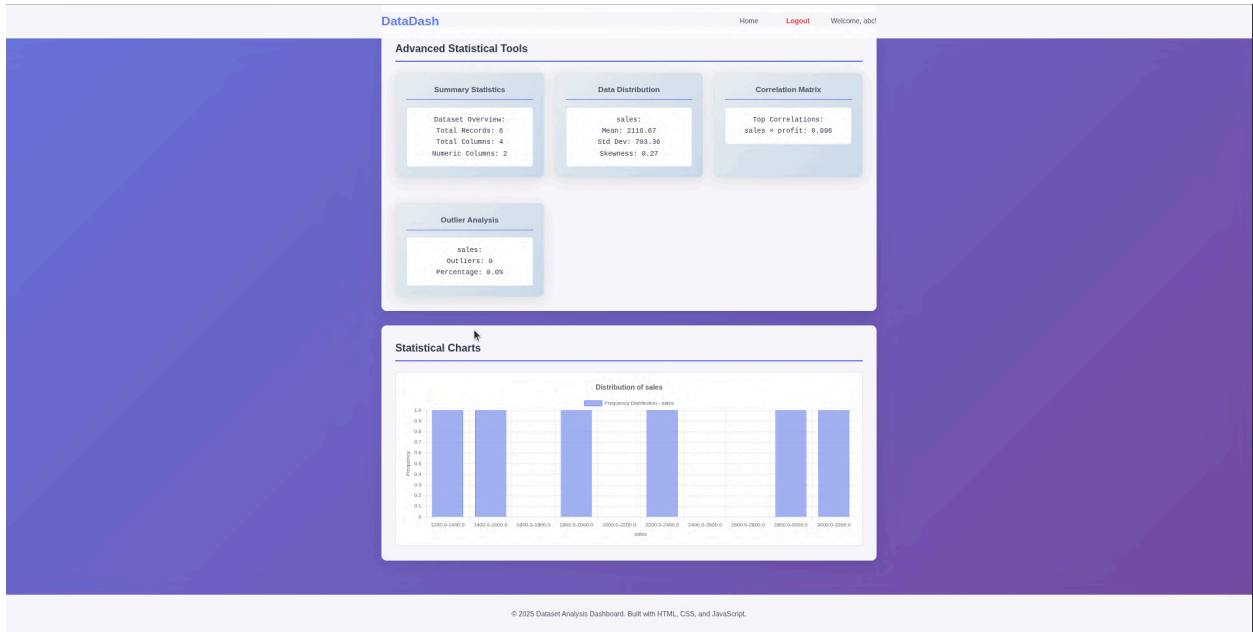 DataDash
Home Logout Welcome, abc!
Advanced Statistical Tools
Summary Statistics
Dataset Overview:
Total Records: 6
Total Columns: 4
Numeric Columns: 2
Data Distribution
sales:
Mean: 2116.67
Std Dev: 703.36
Skewness: 0.27
Correlation Matrix
Top Correlations:
sales × profit: 0.996
Outlier Analysis
sales:
Outliers: 0
Percentage: 0.0%
Statistical Charts
Distribution of sales
Frequency Distribution - sales
Frequency
1.0
0.9
0.8
0.7
0.6
0.5
0.4
0.3
0.2
0.1
0
1200.0-1400.0 1400.0-1600.0 1600.0-1800.0 1800.0-2000.0 2000.0-2200.0 2200.0-2400.0 2400.0-2600.0 2600.0-2800.0 2800.0-3000.0 3000.0-3200.0
sales
© 2025 Dataset Analysis Dashboard. Built with HTML, CSS, and JavaScript.